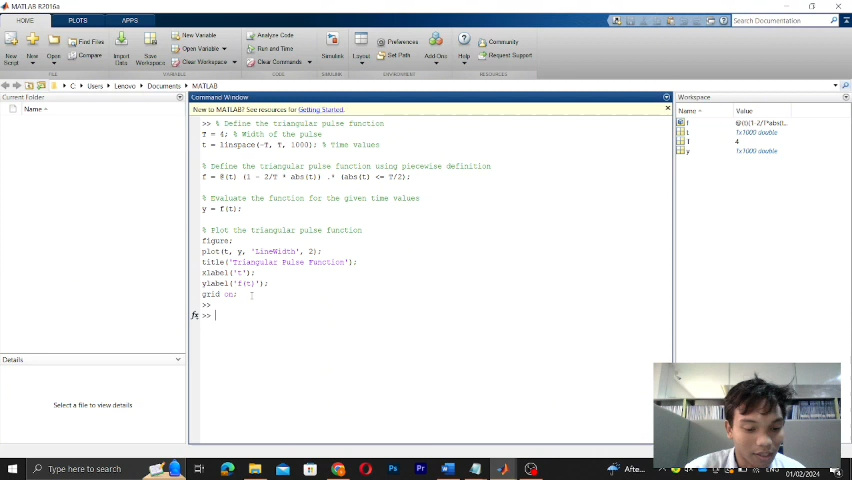 MATLAB R2016a
HOME
PLOTS
APPS
Search Documentation
New Script
New
Open
Find Files
Compare
FILE
Import Data
Save Workspace
New Variable
Open Variable
Clear Workspace
VARIABLE
Analyze Code
Run and Time
Clear Commands
CODE
Simulink
SIMULINK
Layout
Preferences
Set Path
Add-Ons
ENVIRONMENT
Help
Community
Request Support
RESOURCES
C: Users Lenovo Documents MATLAB
Current Folder
Name
Details
Select a file to view details
Command Window
New to MATLAB? See resources for Getting Started.
>> % Define the triangular pulse function
T = 4; % Width of the pulse
t = linspace(-T, T, 1000); % Time values
% Define the triangular pulse function using piecewise definition
f = @(t) (1 - 2/T * abs(t)) .* (abs(t) <= T/2);
% Evaluate the function for the given time values
y = f(t);
% Plot the triangular pulse function
figure;
plot(t, y, 'LineWidth', 2);
title('Triangular Pulse Function');
xlabel('t');
ylabel('f(t)');
grid on;
>>
fx >>
Workspace
Name Value
f @(t)(1-2/T*abs(t...
t 1x1000 double
T 4
y 1x1000 double
Type here to search
Ps
Pr
Afte...
ENG
01/02/2024